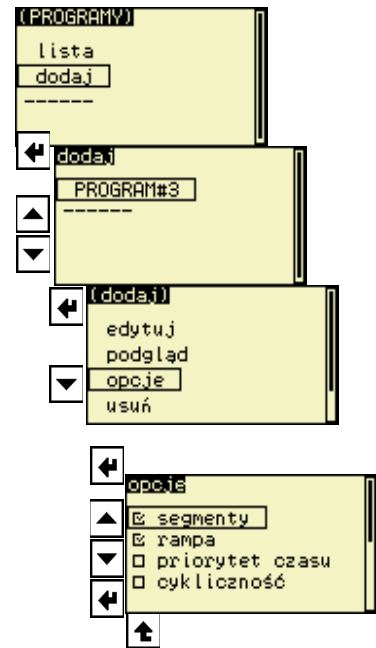 (PROGRAMY)
lista
dodaj
------
dodaj
PROGRAM#3
------
(dodaj)
edytuj
podgląd
opcje
usuń
opcje
segmenty
rampa
priorytet czasu
cykliczność